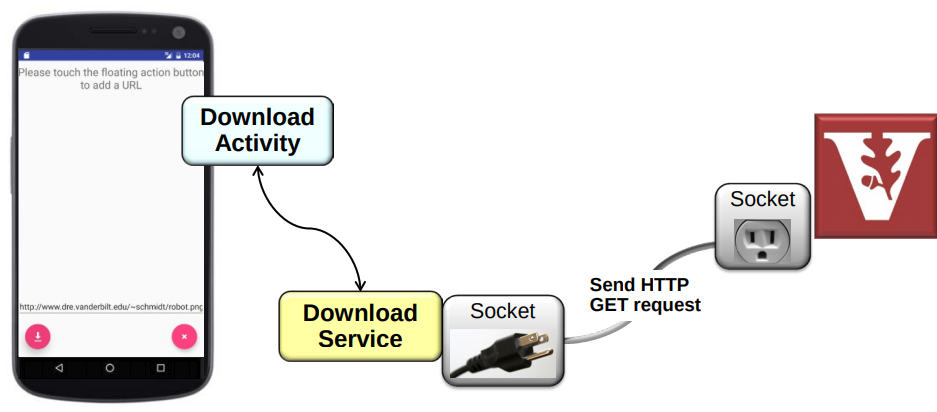 12:04
Please touch the floating action button
to add a URL
Download
Activity
Socket
Send HTTP
GET request
http://www.dre.vanderbilt.edu/~schmidt/robot.png
Download
Service
Socket
V